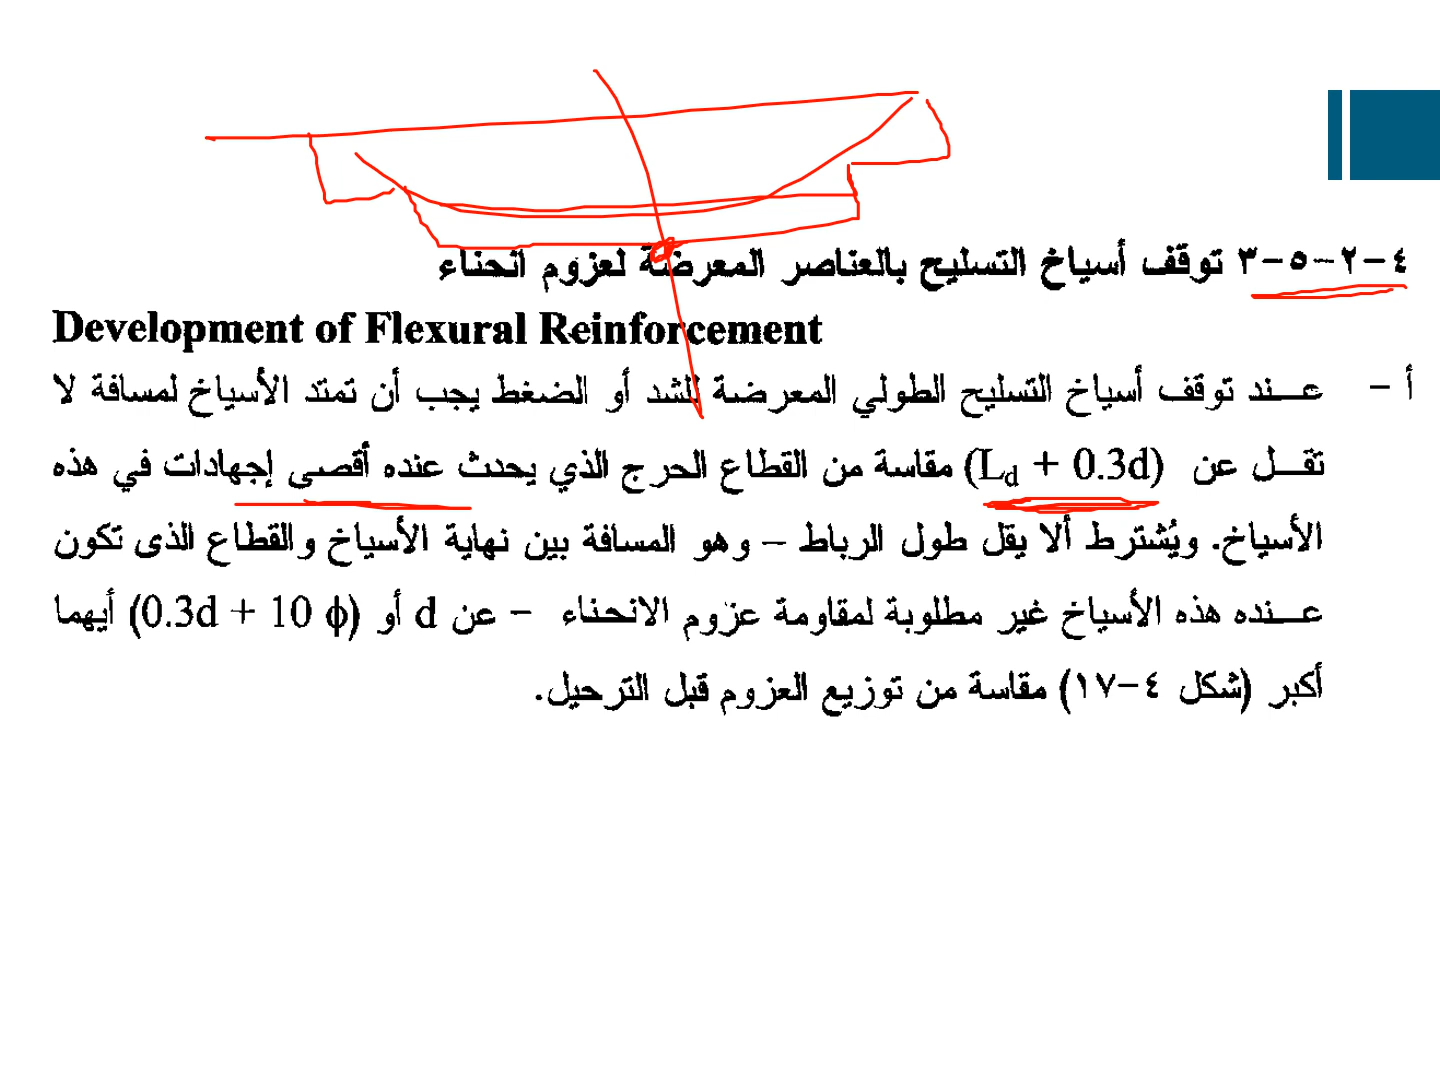 ٤-٢-٥-٣ توقف أسياخ التسليح بالعناصر المعرضة لعزوم انحناء
Development of Flexural Reinforcement
أ - عند توقف أسياخ التسليح الطولي المعرضة للشد أو الضغط يجب أن تمتد الأسياخ لمسافة لا
تقل عن (Ld + 0.3d) مقاسة من القطاع الحرج الذي يحدث عنده أقصى إجهادات في هذه
الأسياخ. ويُشترط ألا يقل طول الرباط – وهو المسافة بين نهاية الأسياخ والقطاع الذى تكون
عنده هذه الأسياخ غير مطلوبة لمقاومة عزوم الانحناء – عن d أو (0.3d + 10 ϕ) أيهما
أكبر (شكل ٤-١٧) مقاسة من توزيع العزوم قبل الترحيل.